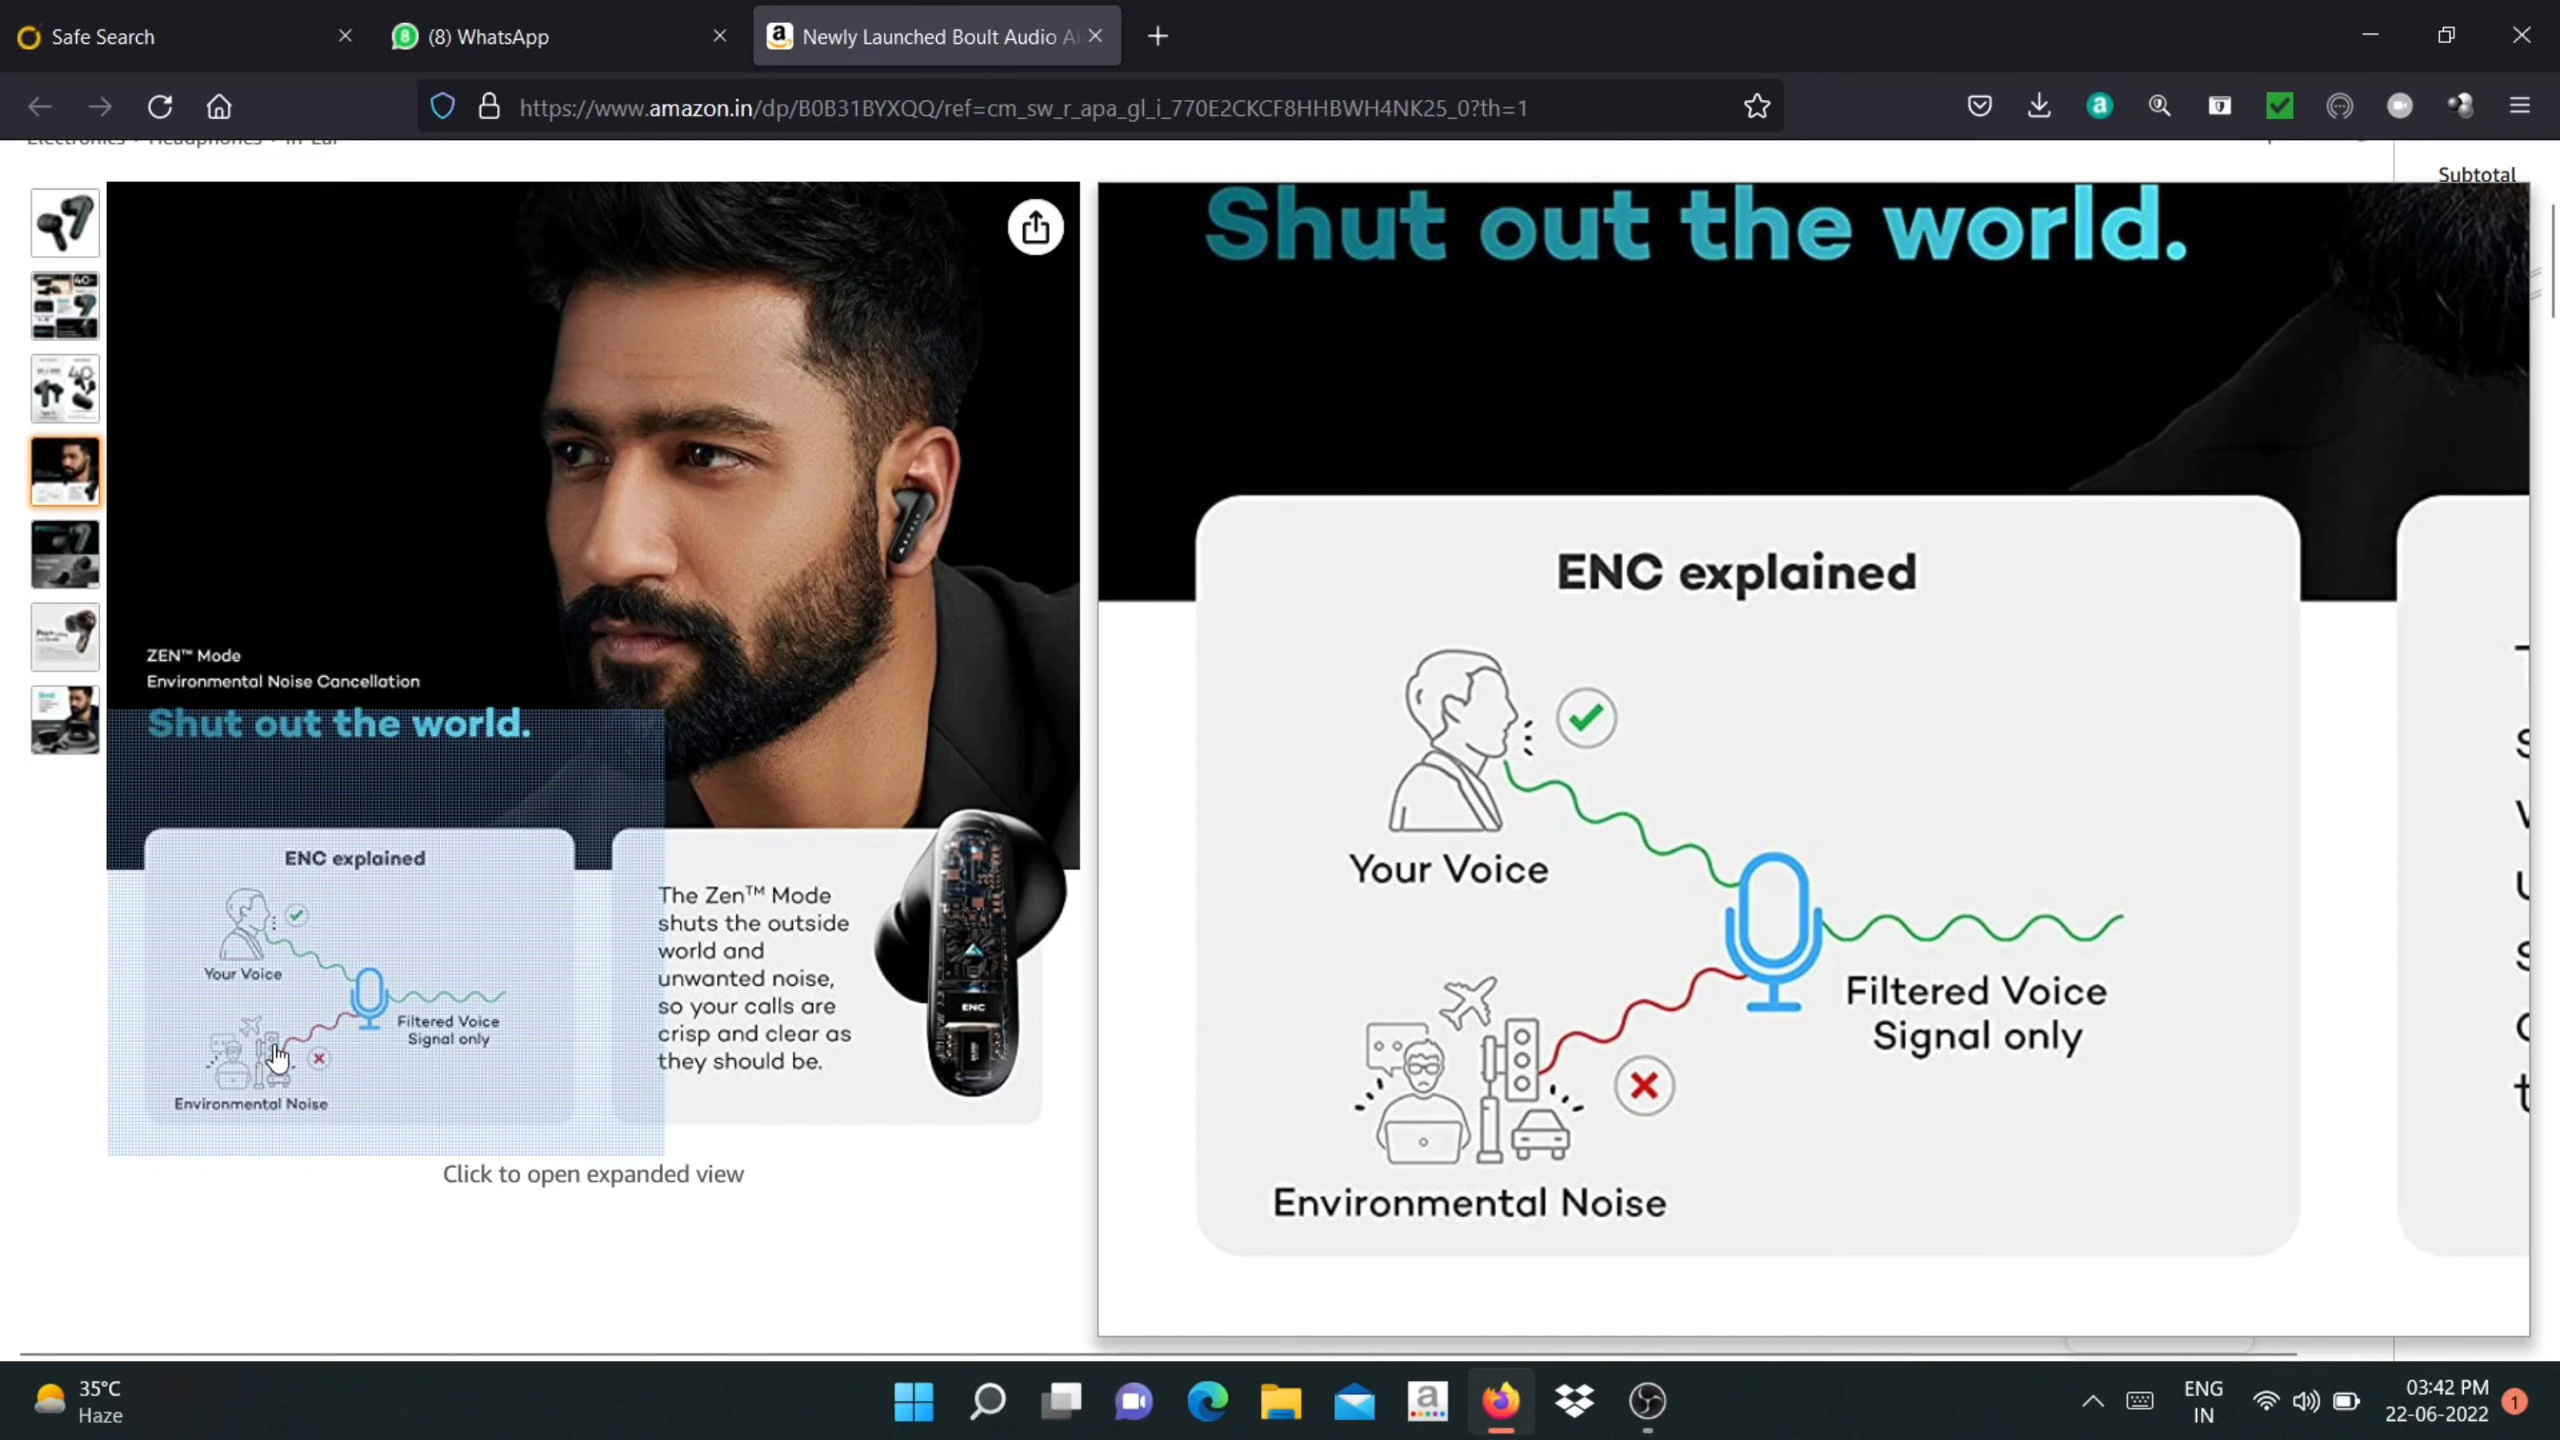 Safe Search
(8) WhatsApp
Newly Launched Boult Audio Ai
https://www.amazon.in/dp/B0B31BYXQQ/ref=cm_sw_r_apa_gl_i_770E2CKCF8HHBWH4NK25_0?th=1
Electronics › Headphones › In-Ear
Subtotal
ZEN™ Mode
Environmental Noise Cancellation
Shut out the world.
ENC explained
Your Voice
Filtered Voice
Signal only
Environmental Noise
The Zen™ Mode
shuts the outside
world and
unwanted noise,
so your calls are
crisp and clear as
they should be.
ENC
Click to open expanded view
Shut out the world.
ENC explained
Your Voice
Filtered Voice
Signal only
Environmental Noise
35°C
Haze
ENG
IN
03:42 PM
22-06-2022
1